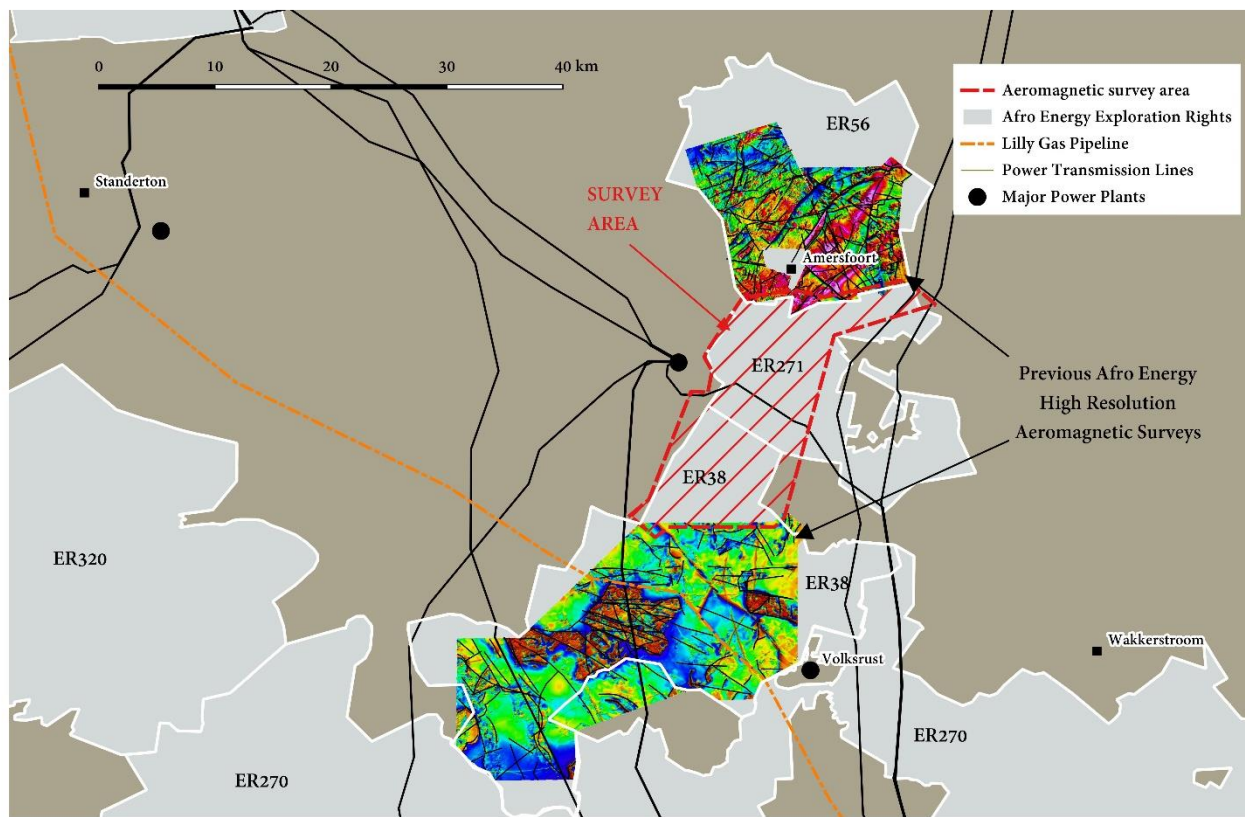 0 10 20 30 40 km
Aeromagnetic survey area
Afro Energy Exploration Rights
Lilly Gas Pipeline
Power Transmission Lines
Major Power Plants
ER56
Standerton
SURVEY
AREA
Amersfoort
ER271
Previous Afro Energy
High Resolution
Aeromagnetic Surveys
ER38
ER320
ER38
Wakkerstroom
Volksrust
ER270
ER270